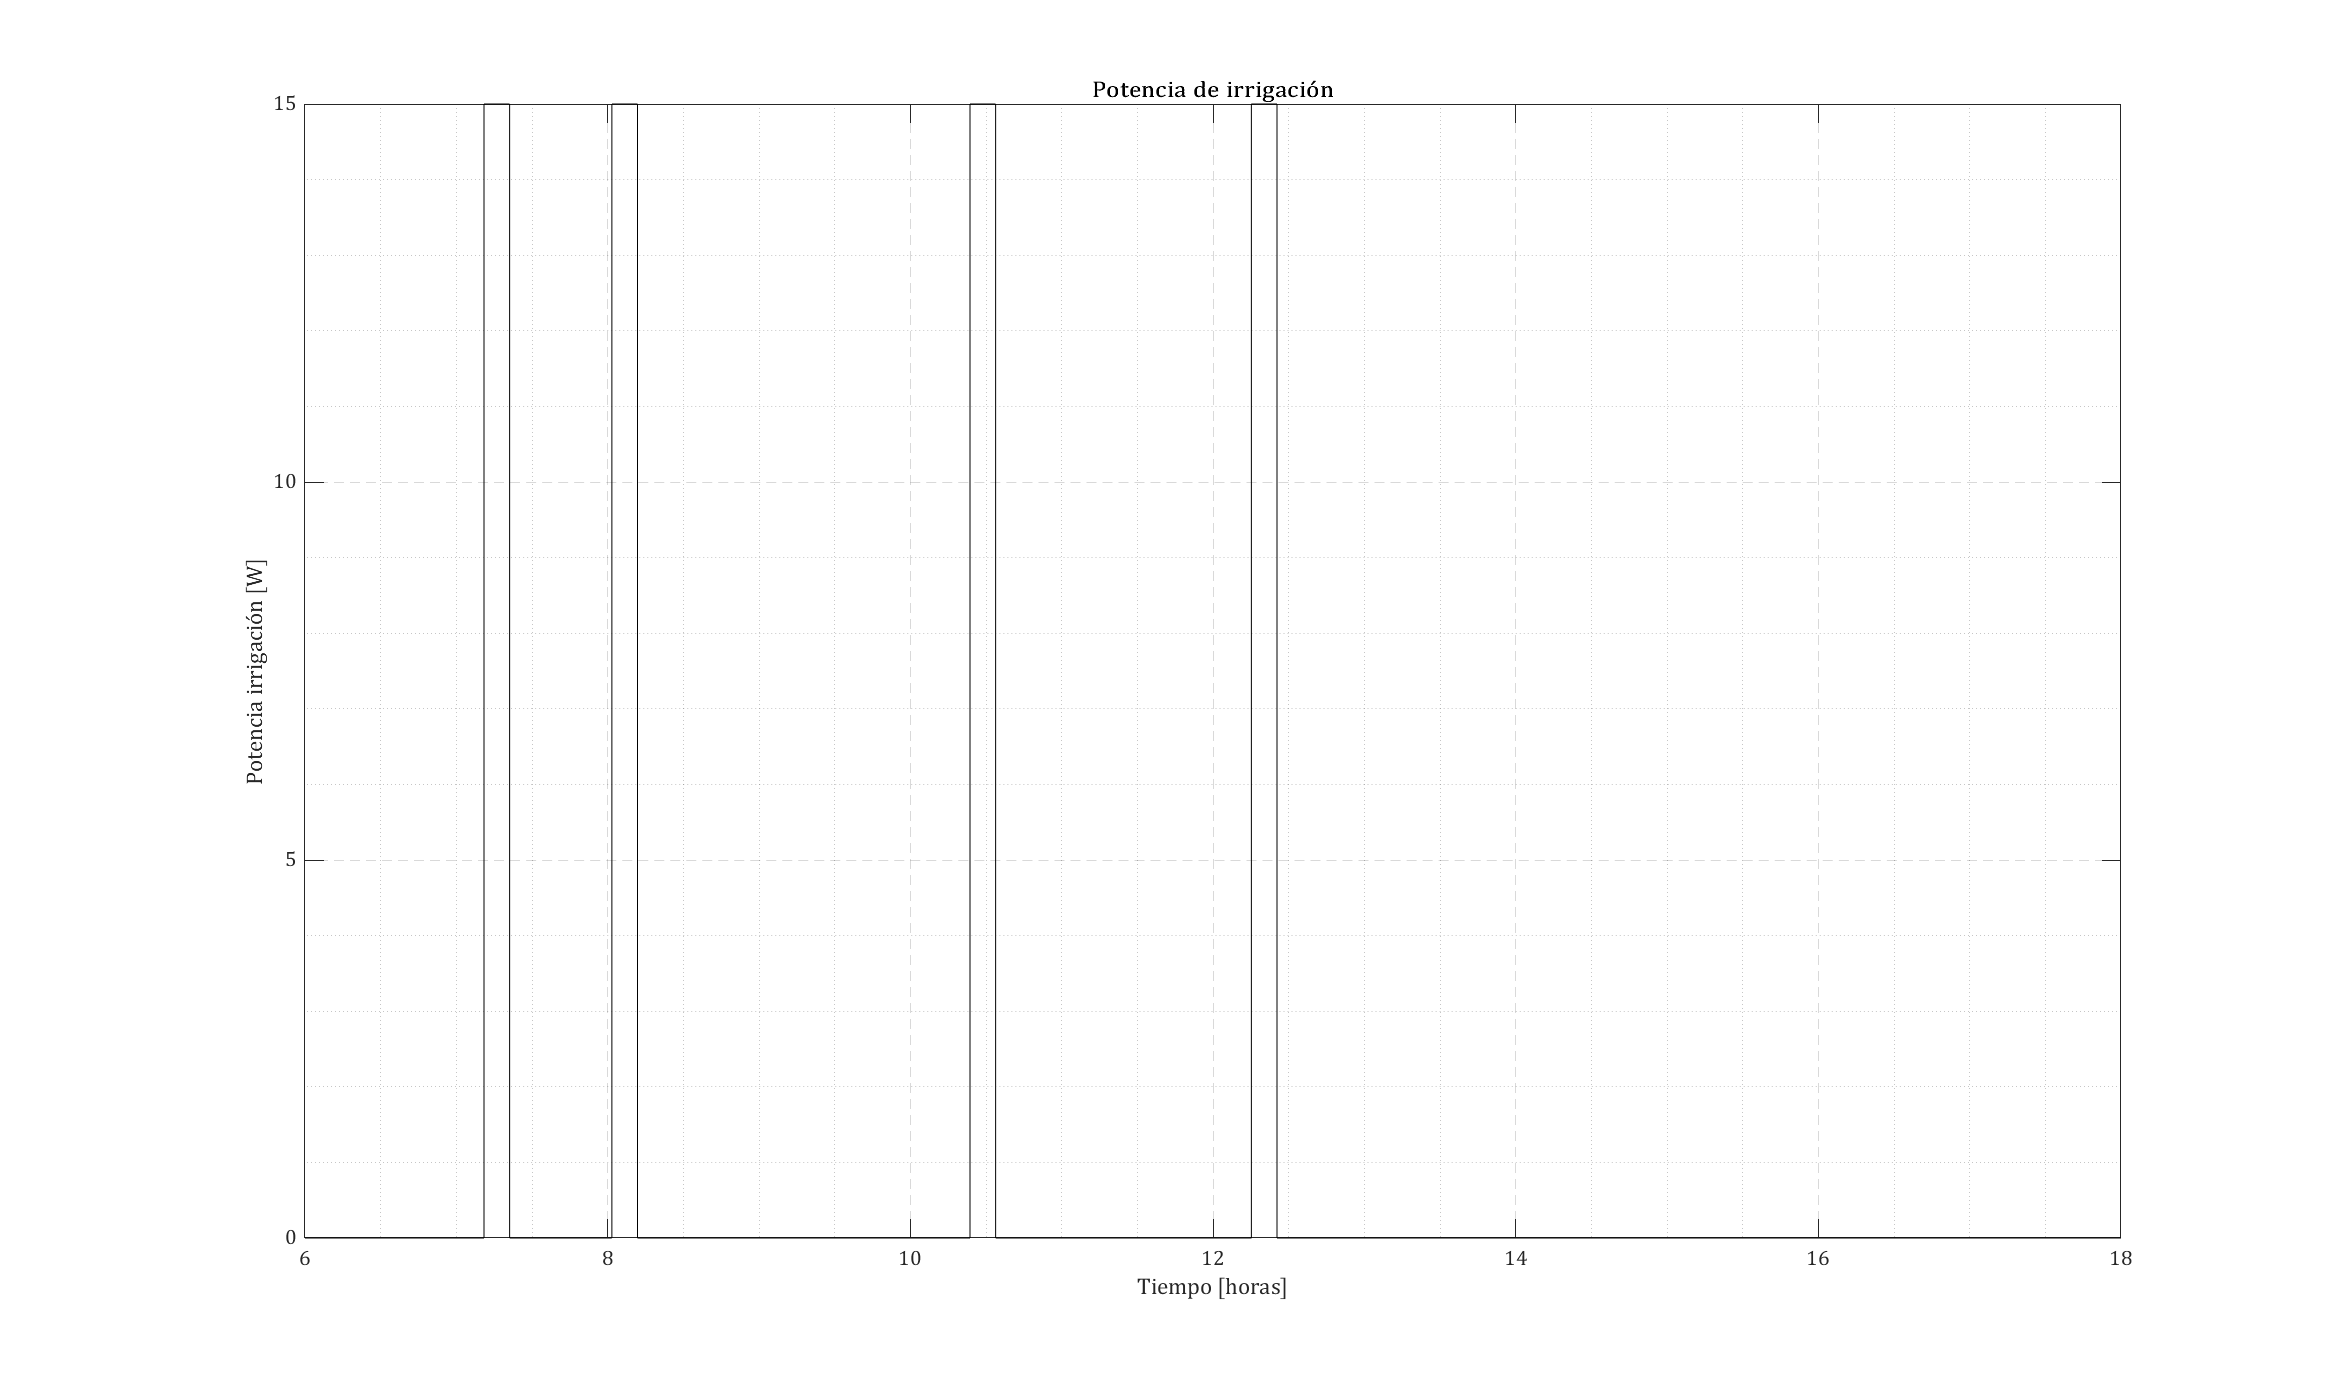 Potencia de irrigación
15
10
5
0
Potencia irrigación [W]
6 8 10 12 14 16 18
Tiempo [horas]